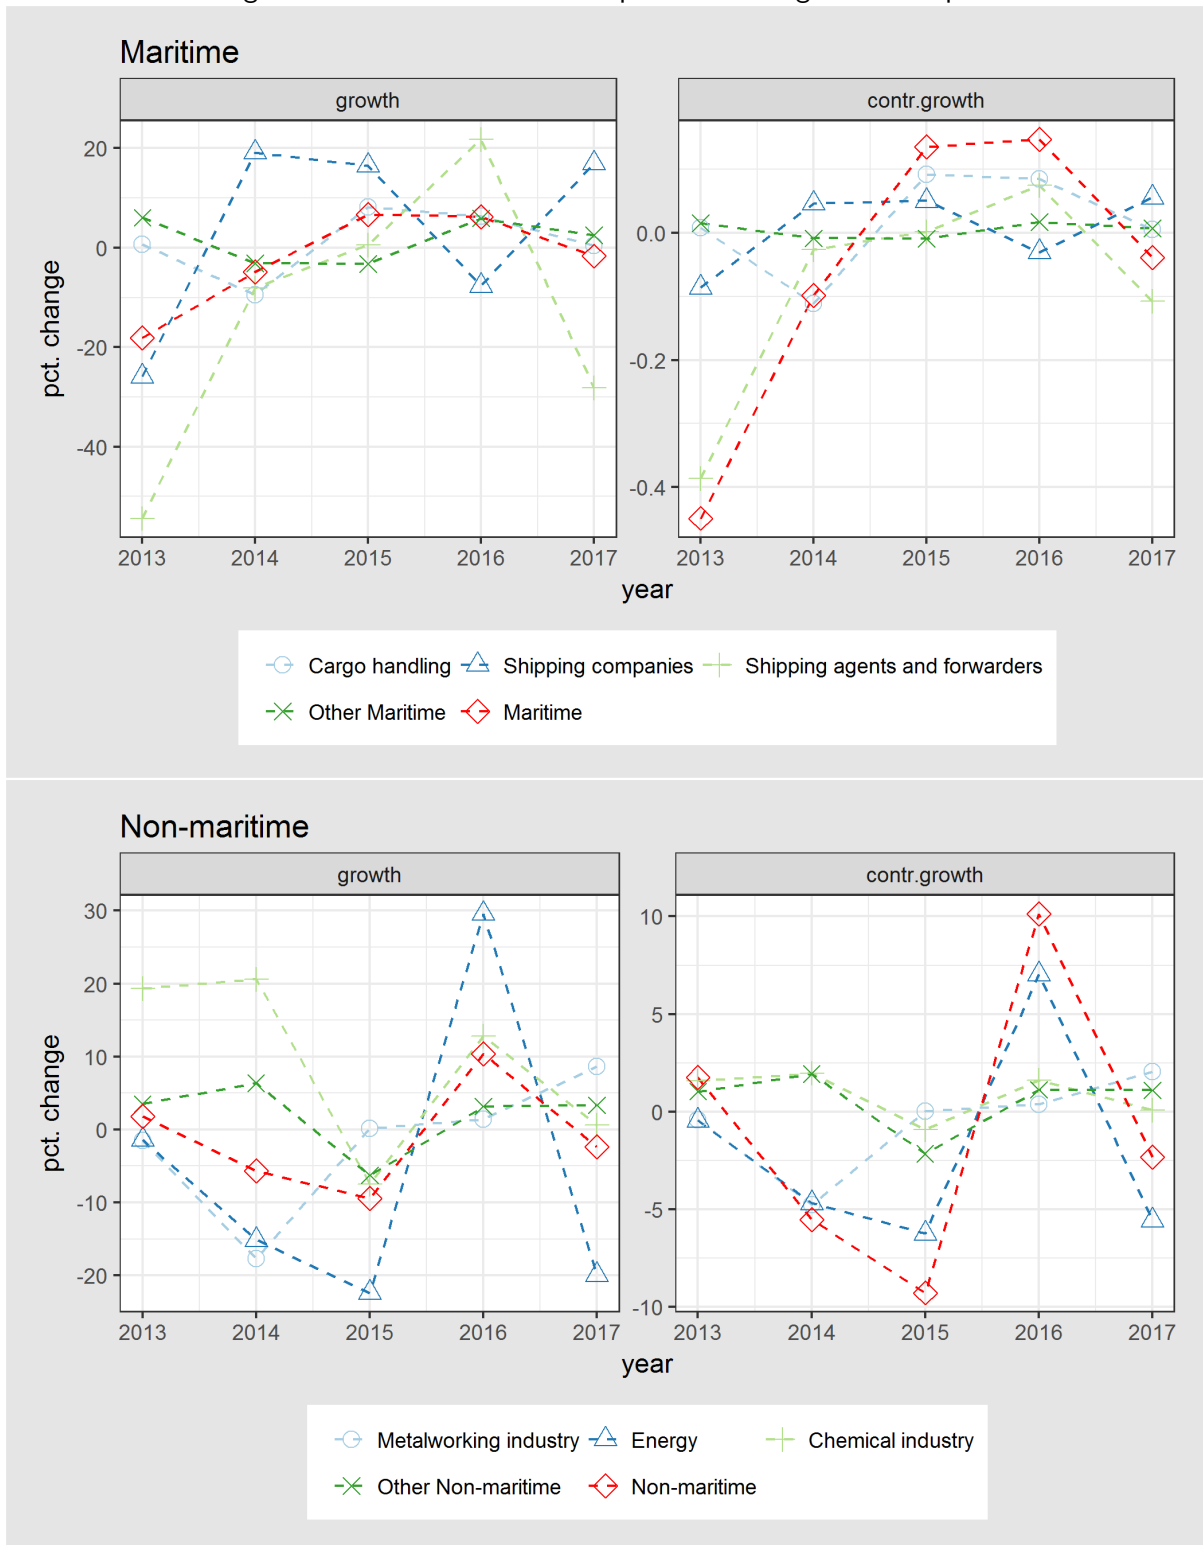 Maritime
growth
contr.growth
pct. change
20
0
-20
-40
0.0
-0.2
-0.4
2013 2014 2015 2016 2017
2013 2014 2015 2016 2017
year
Cargo handling Shipping companies Shipping agents and forwarders
Other Maritime Maritime
Non-maritime
growth
contr.growth
pct. change
30
20
10
0
-10
-20
10
5
0
-5
-10
2013 2014 2015 2016 2017
2013 2014 2015 2016 2017
year
Metalworking industry Energy Chemical industry
Other Non-maritime Non-maritime